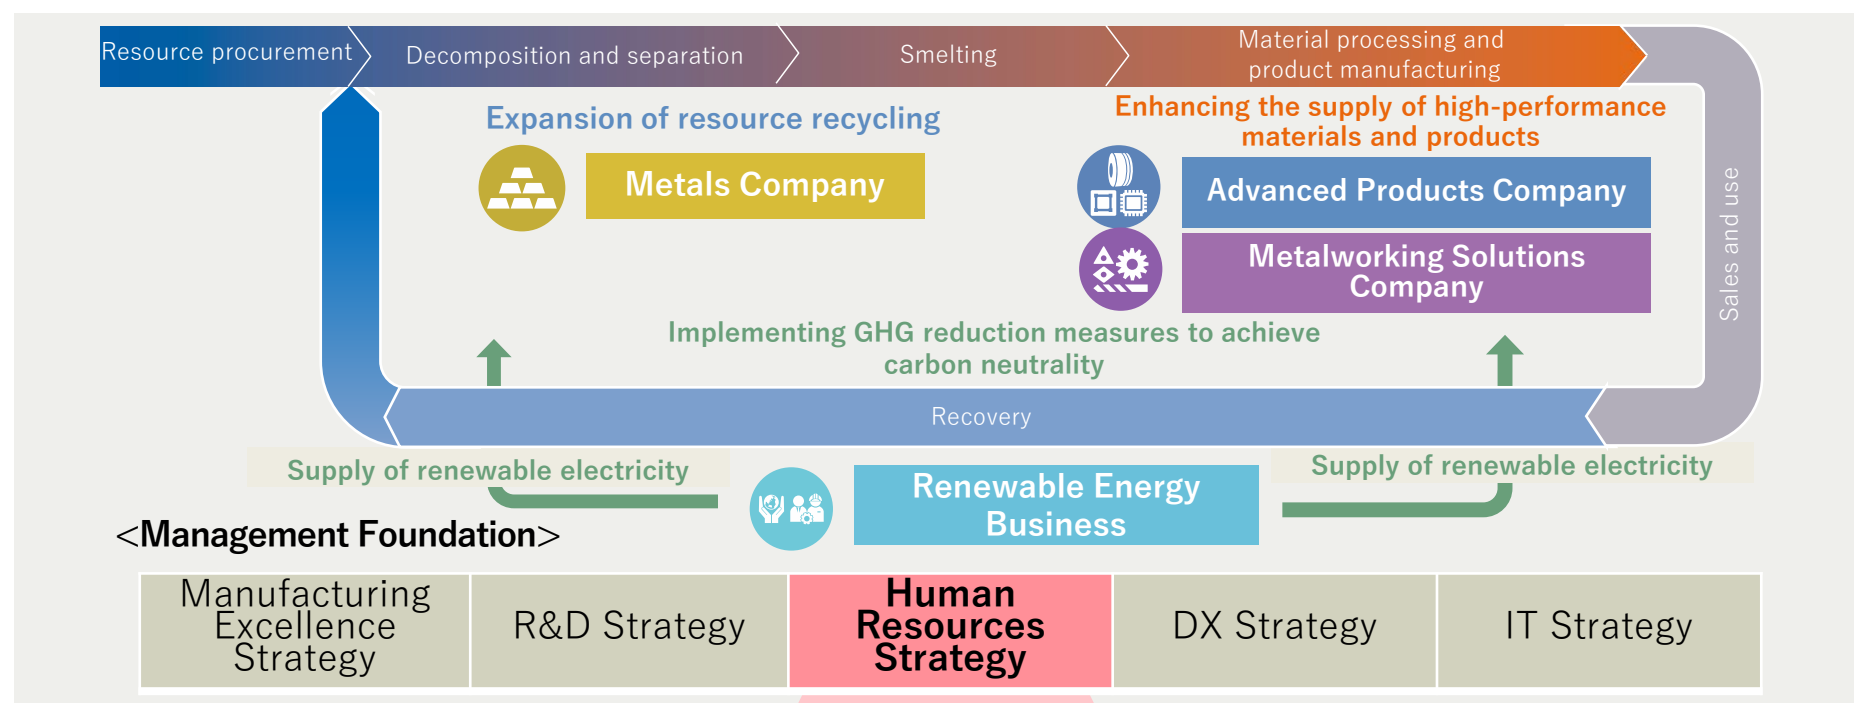 Resource procurement
Decomposition and separation
Smelting
Material processing and
product manufacturing
Expansion of resource recycling
Enhancing the supply of high-performance
materials and products
Metals Company
Advanced Products Company
Metalworking Solutions
Company
Sales and use
Implementing GHG reduction measures to achieve
carbon neutrality
Recovery
Supply of renewable electricity
Renewable Energy
Business
Supply of renewable electricity
<Management Foundation>
Manufacturing
Excellence
Strategy
R&D Strategy
Human
Resources
Strategy
DX Strategy
IT Strategy